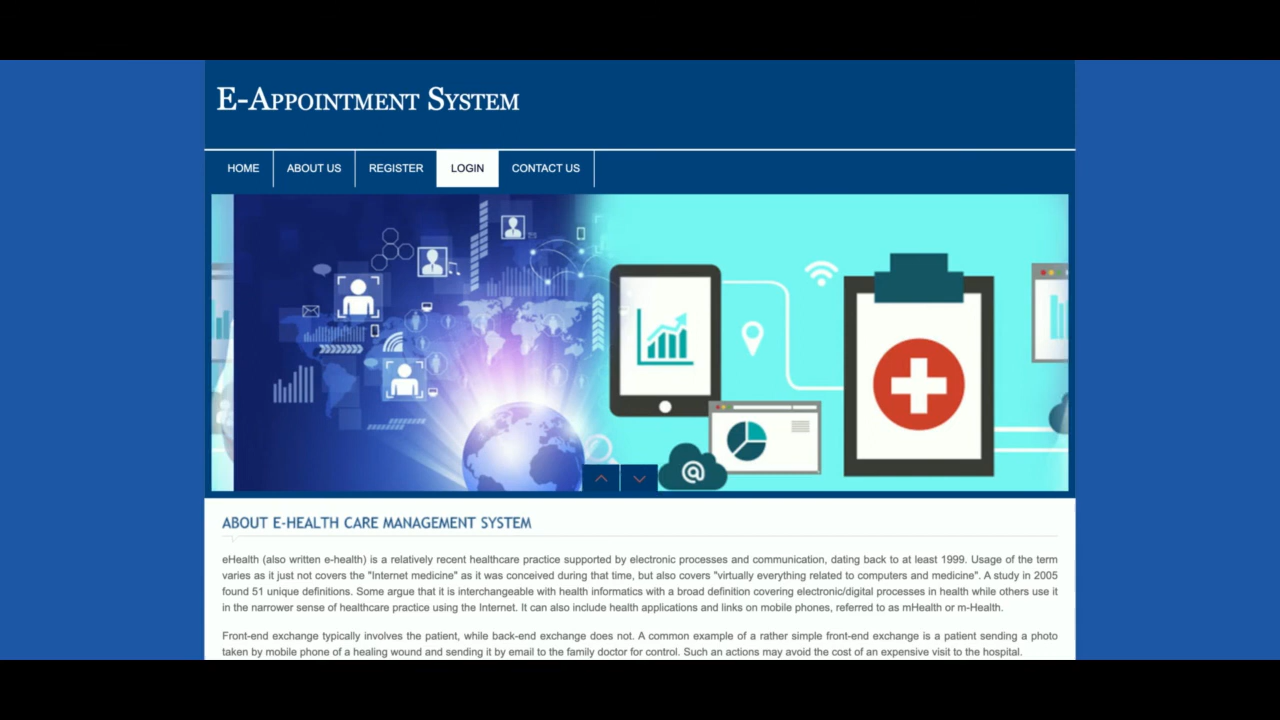 E-Appointment System
HOME ABOUT US REGISTER LOGIN CONTACT US
ABOUT E-HEALTH CARE MANAGEMENT SYSTEM
eHealth (also written e-health) is a relatively recent healthcare practice supported by electronic processes and communication, dating back to at least 1999. Usage of the term
varies as it just not covers the "Internet medicine" as it was conceived during that time, but also covers "virtually everything related to computers and medicine". A study in 2005
found 51 unique definitions. Some argue that it is interchangeable with health informatics with a broad definition covering electronic/digital processes in health while others use it
in the narrower sense of healthcare practice using the Internet. It can also include health applications and links on mobile phones, referred to as mHealth or m-Health.
Front-end exchange typically involves the patient, while back-end exchange does not. A common example of a rather simple front-end exchange is a patient sending a photo
taken by mobile phone of a healing wound and sending it by email to the family doctor for control. Such an actions may avoid the cost of an expensive visit to the hospital.